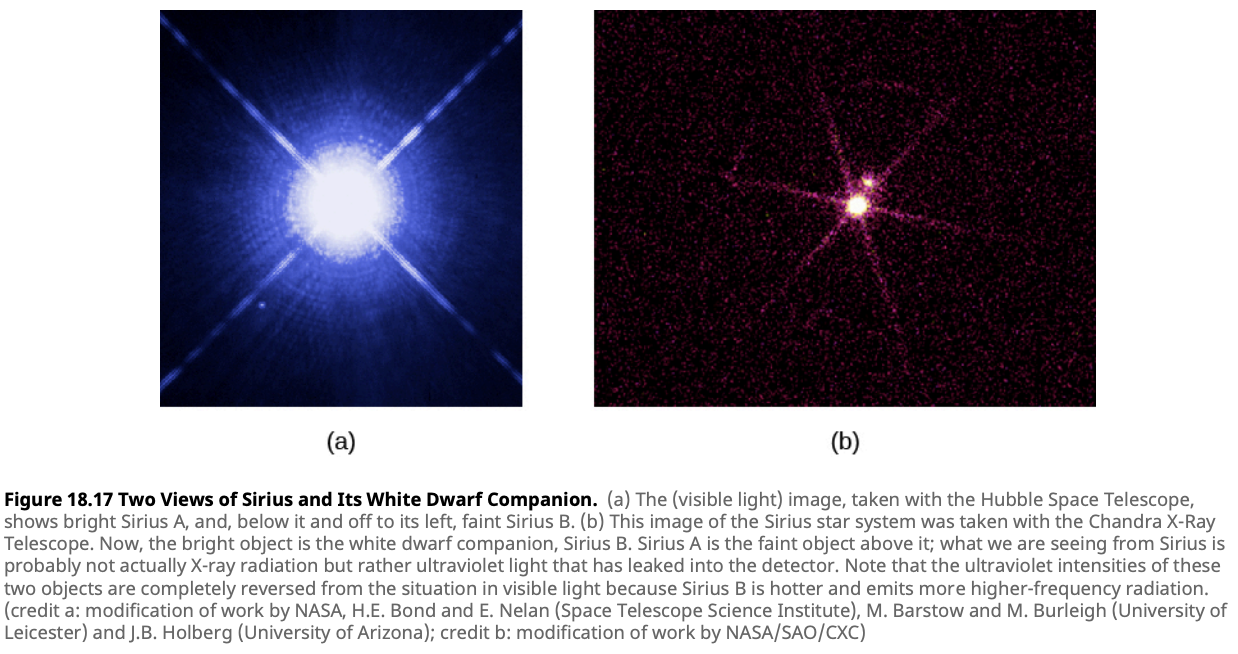 (a)
(b)
Figure 18.17 Two Views of Sirius and Its White Dwarf Companion. (a) The (visible light) image, taken with the Hubble Space Telescope,
shows bright Sirius A, and, below it and off to its left, faint Sirius B. (b) This image of the Sirius star system was taken with the Chandra X-Ray
Telescope. Now, the bright object is the white dwarf companion, Sirius B. Sirius A is the faint object above it; what we are seeing from Sirius is
probably not actually X-ray radiation but rather ultraviolet light that has leaked into the detector. Note that the ultraviolet intensities of these
two objects are completely reversed from the situation in visible light because Sirius B is hotter and emits more higher-frequency radiation.
(credit a: modification of work by NASA, H.E. Bond and E. Nelan (Space Telescope Science Institute), M. Barstow and M. Burleigh (University of
Leicester) and J.B. Holberg (University of Arizona); credit b: modification of work by NASA/SAO/CXC)